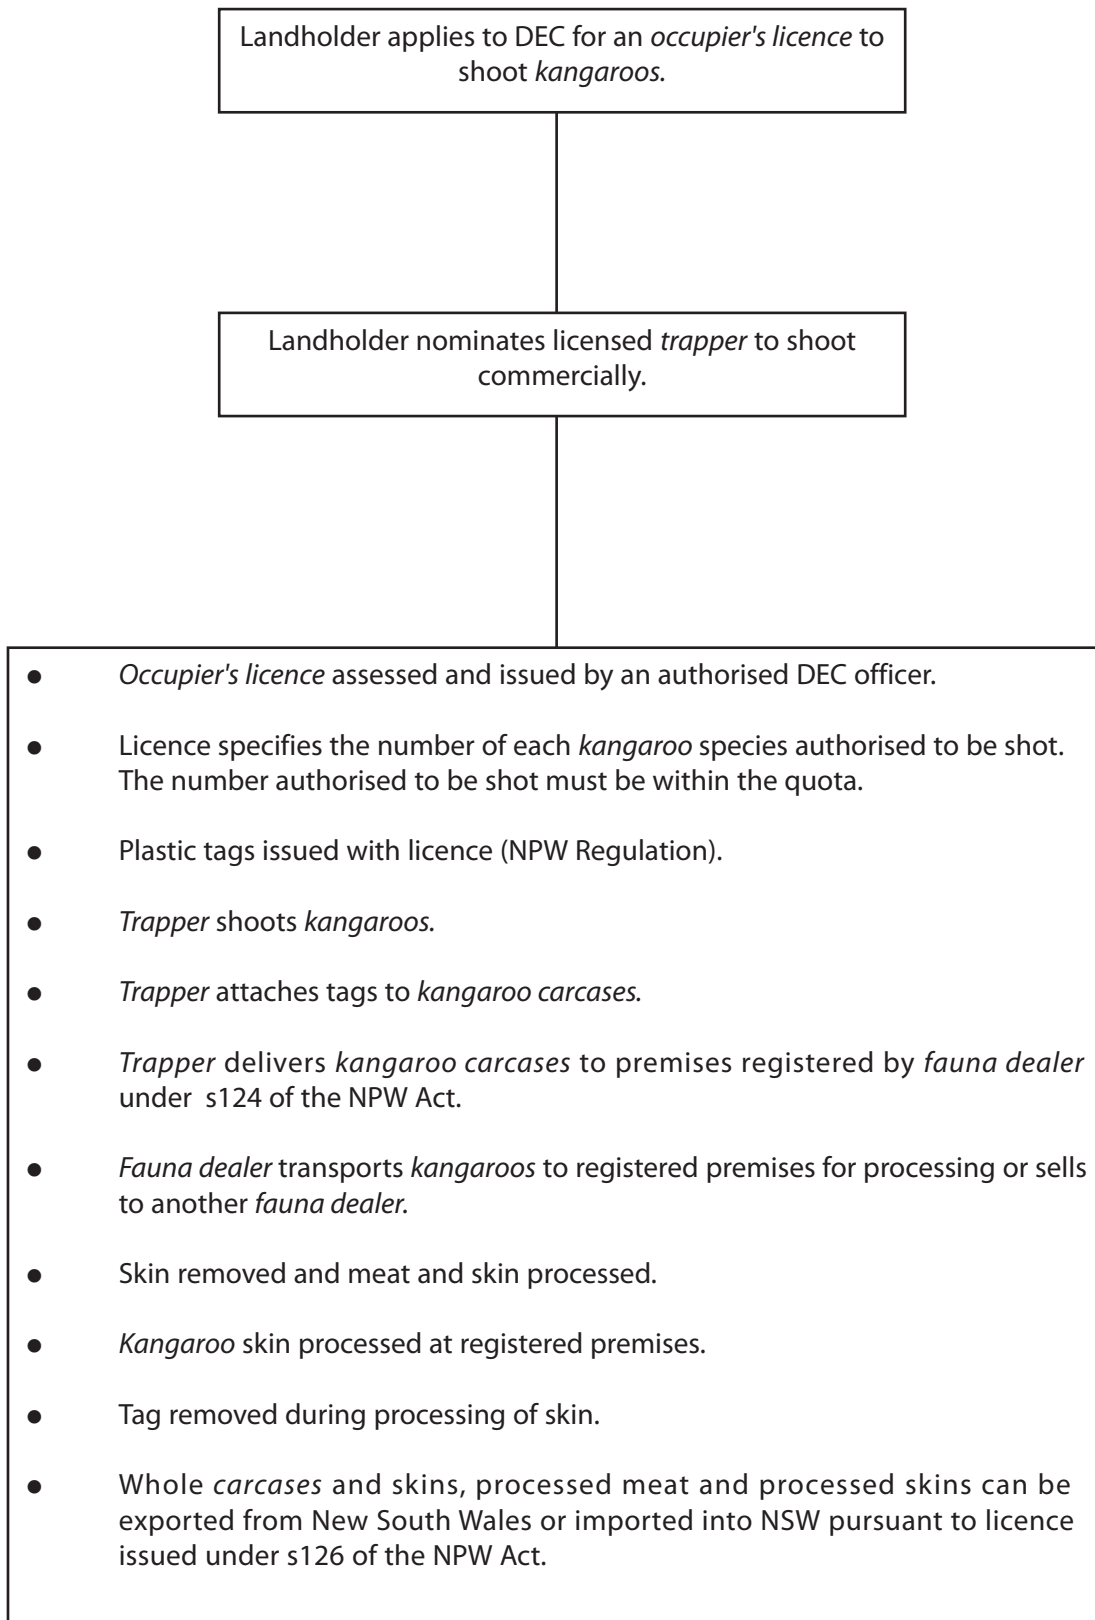 Landholder applies to DEC for an occupier's licence to
shoot kangaroos.
Landholder nominates licensed trapper to shoot
commercially.
● Occupier's licence assessed and issued by an authorised DEC officer.
● Licence specifies the number of each kangaroo species authorised to be shot.
The number authorised to be shot must be within the quota.
● Plastic tags issued with licence (NPW Regulation).
● Trapper shoots kangaroos.
● Trapper attaches tags to kangaroo carcases.
● Trapper delivers kangaroo carcases to premises registered by fauna dealer
under s124 of the NPW Act.
● Fauna dealer transports kangaroos to registered premises for processing or sells
to another fauna dealer.
● Skin removed and meat and skin processed.
● Kangaroo skin processed at registered premises.
● Tag removed during processing of skin.
● Whole carcases and skins, processed meat and processed skins can be
exported from New South Wales or imported into NSW pursuant to licence
issued under s126 of the NPW Act.